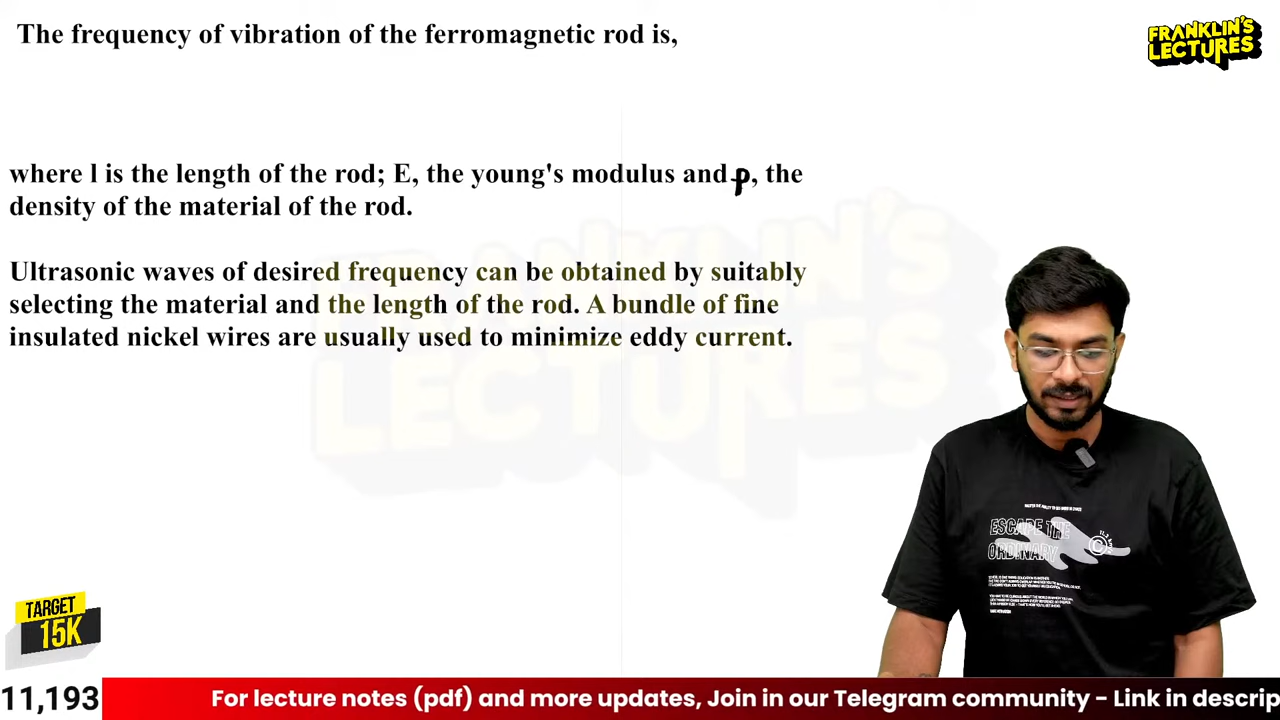 The frequency of vibration of the ferromagnetic rod is,
FRANKLIN'S
LECTURES
where l is the length of the rod; E, the young's modulus and ρ, the
density of the material of the rod.
Ultrasonic waves of desired frequency can be obtained by suitably
selecting the material and the length of the rod. A bundle of fine
insulated nickel wires are usually used to minimize eddy current.
FRANKLIN'S
LECTURES
ESCAPE THE
ORDINARY
TARGET
15K
11,193
For lecture notes (pdf) and more updates, Join in our Telegram community - Link in descrip